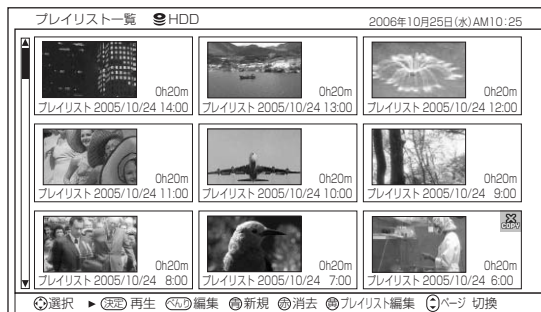 プレイリスト一覧 HDD 2006年10月25日(水)AM10:25
0h20m 0h20m 0h20m
プレイリスト 2005/10/24 14:00 プレイリスト 2005/10/24 13:00 プレイリスト 2005/10/24 12:00
0h20m 0h20m 0h20m
プレイリスト 2005/10/24 11:00 プレイリスト 2005/10/24 10:00 プレイリスト 2005/10/24 9:00
COPY
0h20m 0h20m 0h20m
プレイリスト 2005/10/24 8:00 プレイリスト 2005/10/24 7:00 プレイリスト 2005/10/24 6:00
選択 ► 決定 再生 べんり 編集 青 新規 赤 消去 黄 プレイリスト編集 ページ 切換